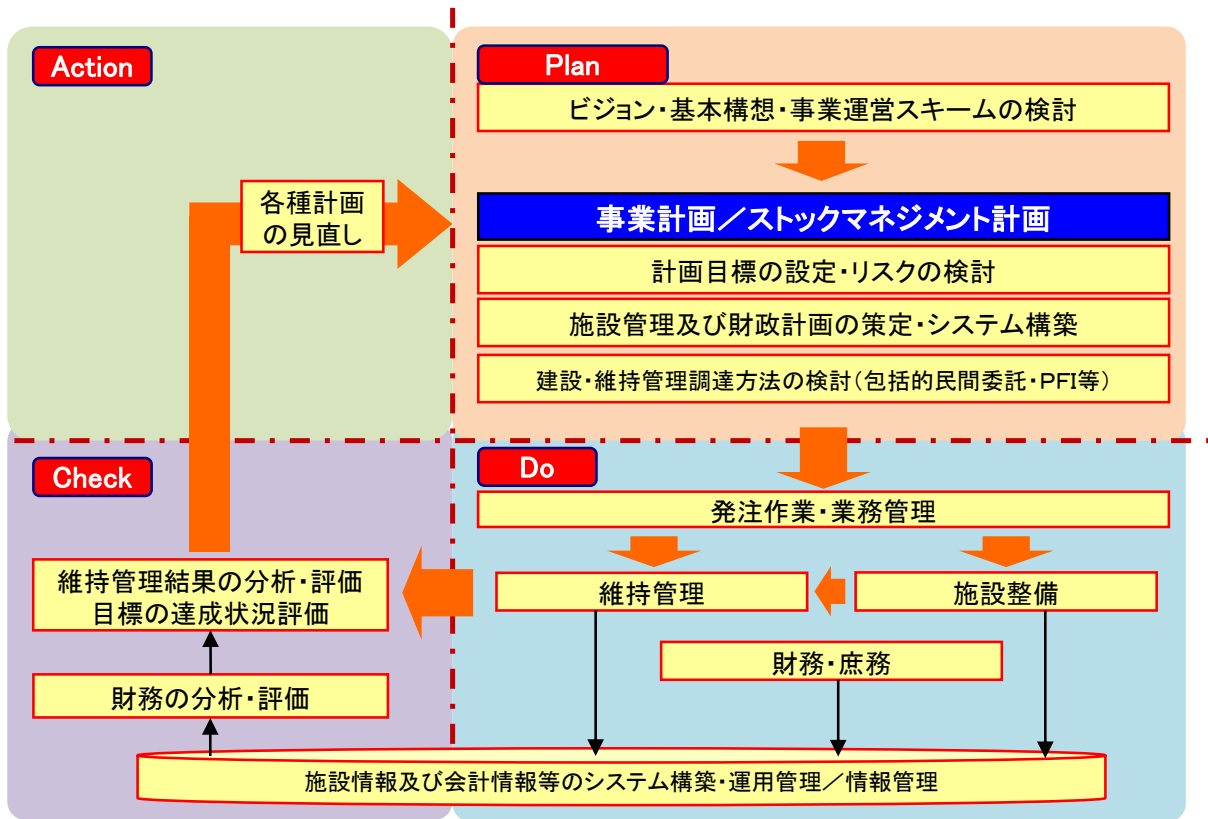 Action
各種計画
の見直し
Plan
ビジョン・基本構想・事業運営スキームの検討
事業計画／ストックマネジメント計画
計画目標の設定・リスクの検討
施設管理及び財政計画の策定・システム構築
建設・維持管理調達方法の検討（包括的民間委託・PFI等）
Do
発注作業・業務管理
維持管理
施設整備
財務・庶務
Check
維持管理結果の分析・評価
目標の達成状況評価
財務の分析・評価
施設情報及び会計情報等のシステム構築・運用管理／情報管理